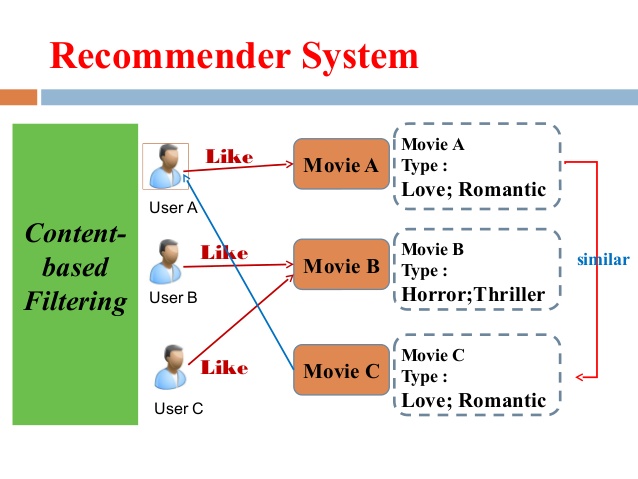 Recommender System
Content-
based
Filtering
Like
User A
Movie A
Movie A
Type :
Love; Romantic
Like
User B
Movie B
Movie B
Type :
Horror;Thriller
similar
Like
User C
Movie C
Movie C
Type :
Love; Romantic